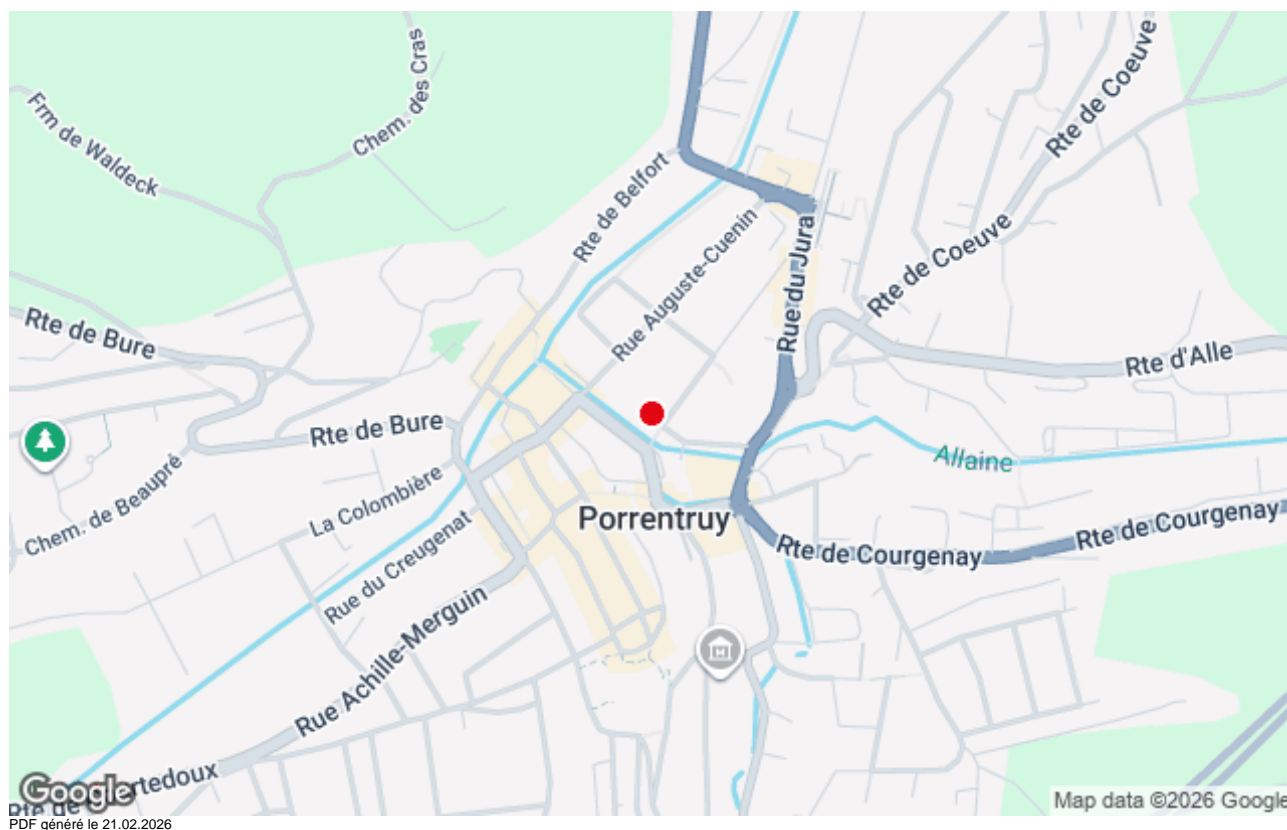 Frm de Waldeck
Chem. des Cras
Rte de Belfort
Rue Auguste-Cuenin
Rue du Jura
Rte de Coeuve
Rte de Coeuve
Rte d'Alle
Rte de Bure
Rte de Bure
Chem. de Beaupré
La Colombière
Rue du Creugenat
Rue Achille-Merguin
Allaine
Porrentruy
Rte de Courgenay
Rte de Courgenay
Rte de
rtedoux
Google
Map data ©2026 Google
PDF généré le 21.02.2026